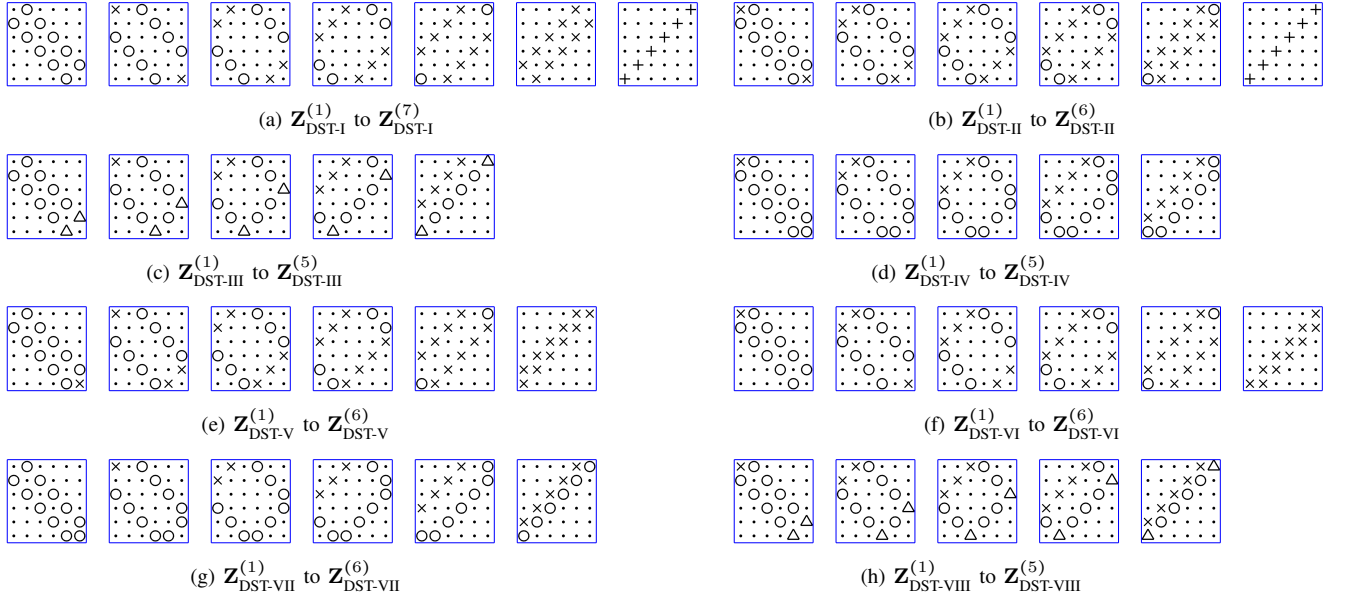 (a) Z^{(1)}_{DST-I} to Z^{(7)}_{DST-I}
(b) Z^{(1)}_{DST-II} to Z^{(6)}_{DST-II}
(c) Z^{(1)}_{DST-III} to Z^{(5)}_{DST-III}
(d) Z^{(1)}_{DST-IV} to Z^{(5)}_{DST-IV}
(e) Z^{(1)}_{DST-V} to Z^{(6)}_{DST-V}
(f) Z^{(1)}_{DST-VI} to Z^{(6)}_{DST-VI}
(g) Z^{(1)}_{DST-VII} to Z^{(6)}_{DST-VII}
(h) Z^{(1)}_{DST-VIII} to Z^{(5)}_{DST-VIII}